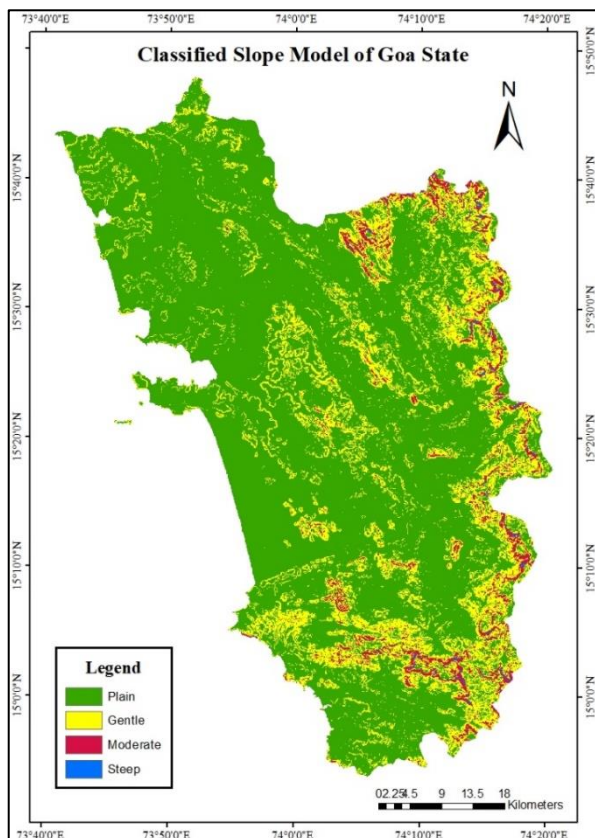 73°40'0"E 73°50'0"E 74°0'0"E 74°10'0"E 74°20'0"E
Classified Slope Model of Goa State
N
15°50'0"N
15°40'0"N 15°40'0"N
15°30'0"N 15°30'0"N
15°20'0"N 15°20'0"N
15°10'0"N 15°10'0"N
15°0'0"N 15°0'0"N
Legend
Plain
Gentle
Moderate
Steep
02.254.5 9 13.5 18
Kilometers
73°40'0"E 73°50'0"E 74°0'0"E 74°10'0"E 74°20'0"E